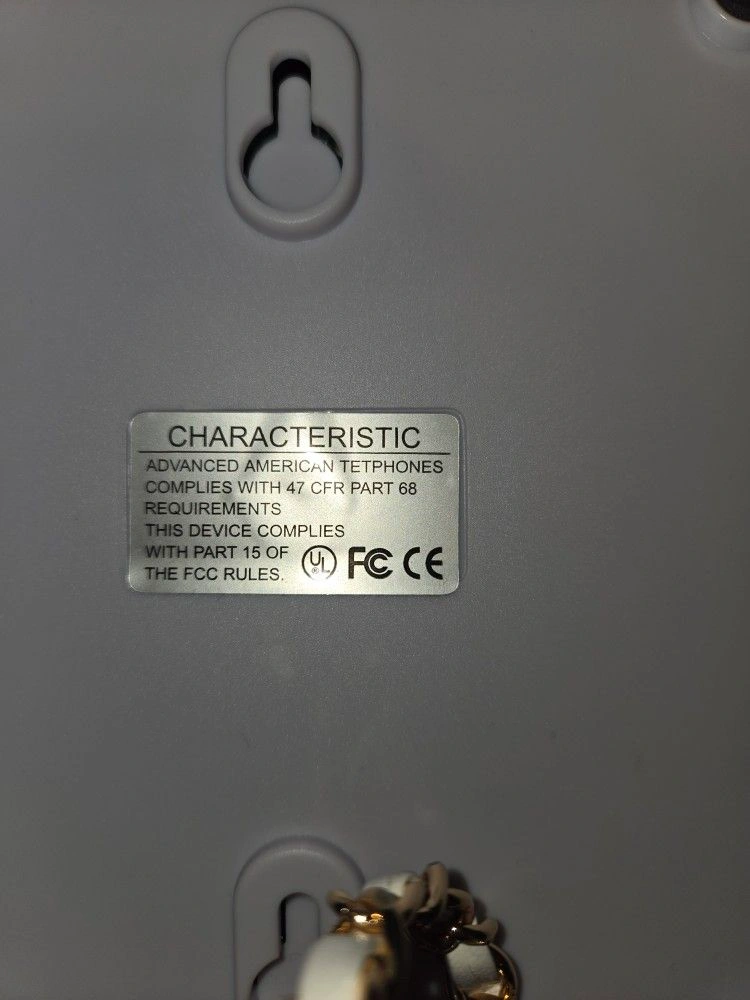 CHARACTERISTIC
ADVANCED AMERICAN TETPHONES
COMPLIES WITH 47 CFR PART 68
REQUIREMENTS
THIS DEVICE COMPLIES
WITH PART 15 OF
THE FCC RULES.
UL® FC CE